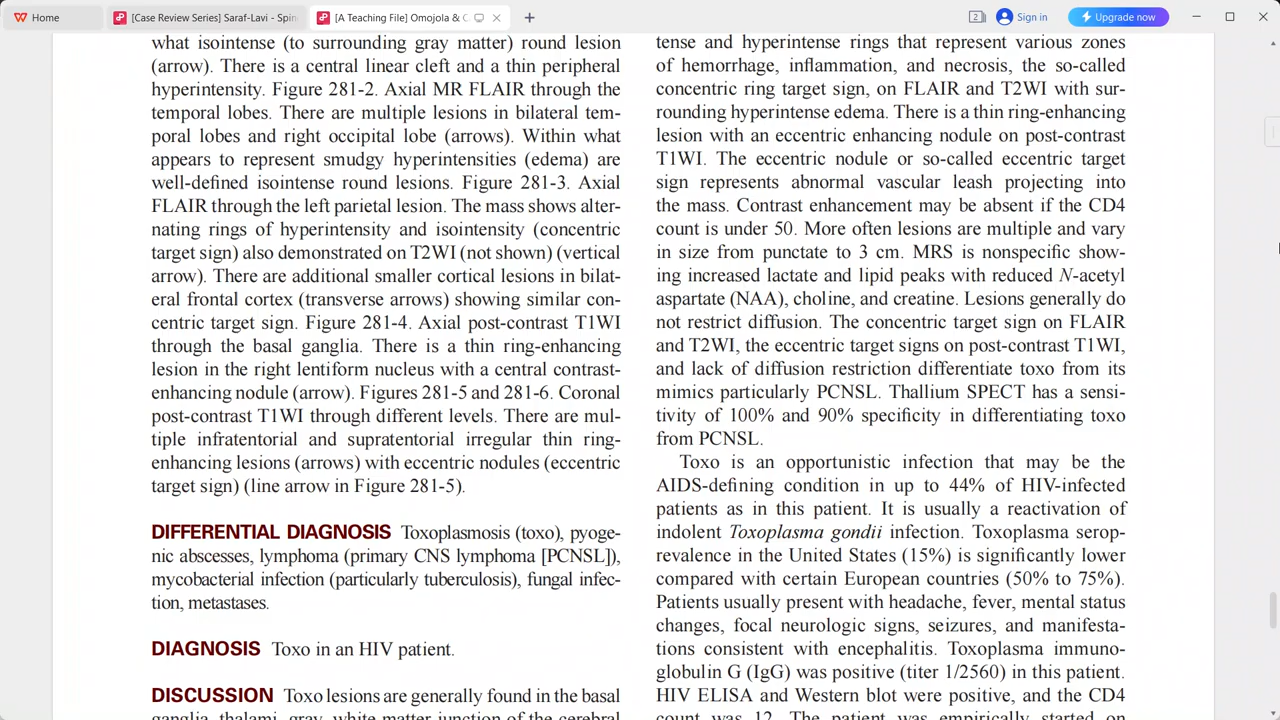 Home
[Case Review Series] Saraf-Lavi - Spin
[A Teaching File] Omojola & C
2
Sign in
Upgrade now
what isointense (to surrounding gray matter) round lesion
(arrow). There is a central linear cleft and a thin peripheral
hyperintensity. Figure 281-2. Axial MR FLAIR through the
temporal lobes. There are multiple lesions in bilateral tem-
poral lobes and right occipital lobe (arrows). Within what
appears to represent smudgy hyperintensities (edema) are
well-defined isointense round lesions. Figure 281-3. Axial
FLAIR through the left parietal lesion. The mass shows alter-
nating rings of hyperintensity and isointensity (concentric
target sign) also demonstrated on T2WI (not shown) (vertical
arrow). There are additional smaller cortical lesions in bilat-
eral frontal cortex (transverse arrows) showing similar con-
centric target sign. Figure 281-4. Axial post-contrast T1WI
through the basal ganglia. There is a thin ring-enhancing
lesion in the right lentiform nucleus with a central contrast-
enhancing nodule (arrow). Figures 281-5 and 281-6. Coronal
post-contrast T1WI through different levels. There are mul-
tiple infratentorial and supratentorial irregular thin ring-
enhancing lesions (arrows) with eccentric nodules (eccentric
target sign) (line arrow in Figure 281-5).
DIFFERENTIAL DIAGNOSIS Toxoplasmosis (toxo), pyoge-
nic abscesses, lymphoma (primary CNS lymphoma [PCNSL]),
mycobacterial infection (particularly tuberculosis), fungal infec-
tion, metastases.
DIAGNOSIS Toxo in an HIV patient.
DISCUSSION Toxo lesions are generally found in the basal
ganglia, thalami, gray, white matter junction of the cerebral
tense and hyperintense rings that represent various zones
of hemorrhage, inflammation, and necrosis, the so-called
concentric ring target sign, on FLAIR and T2WI with sur-
rounding hyperintense edema. There is a thin ring-enhancing
lesion with an eccentric enhancing nodule on post-contrast
T1WI. The eccentric nodule or so-called eccentric target
sign represents abnormal vascular leash projecting into
the mass. Contrast enhancement may be absent if the CD4
count is under 50. More often lesions are multiple and vary
in size from punctate to 3 cm. MRS is nonspecific show-
ing increased lactate and lipid peaks with reduced N-acetyl
aspartate (NAA), choline, and creatine. Lesions generally do
not restrict diffusion. The concentric target sign on FLAIR
and T2WI, the eccentric target signs on post-contrast T1WI,
and lack of diffusion restriction differentiate toxo from its
mimics particularly PCNSL. Thallium SPECT has a sensi-
tivity of 100% and 90% specificity in differentiating toxo
from PCNSL.
Toxo is an opportunistic infection that may be the
AIDS-defining condition in up to 44% of HIV-infected
patients as in this patient. It is usually a reactivation of
indolent Toxoplasma gondii infection. Toxoplasma serop-
revalence in the United States (15%) is significantly lower
compared with certain European countries (50% to 75%).
Patients usually present with headache, fever, mental status
changes, focal neurologic signs, seizures, and manifesta-
tions consistent with encephalitis. Toxoplasma immuno-
globulin G (IgG) was positive (titer 1/2560) in this patient.
HIV ELISA and Western blot were positive, and the CD4
count was 12. The patient was empirically started on